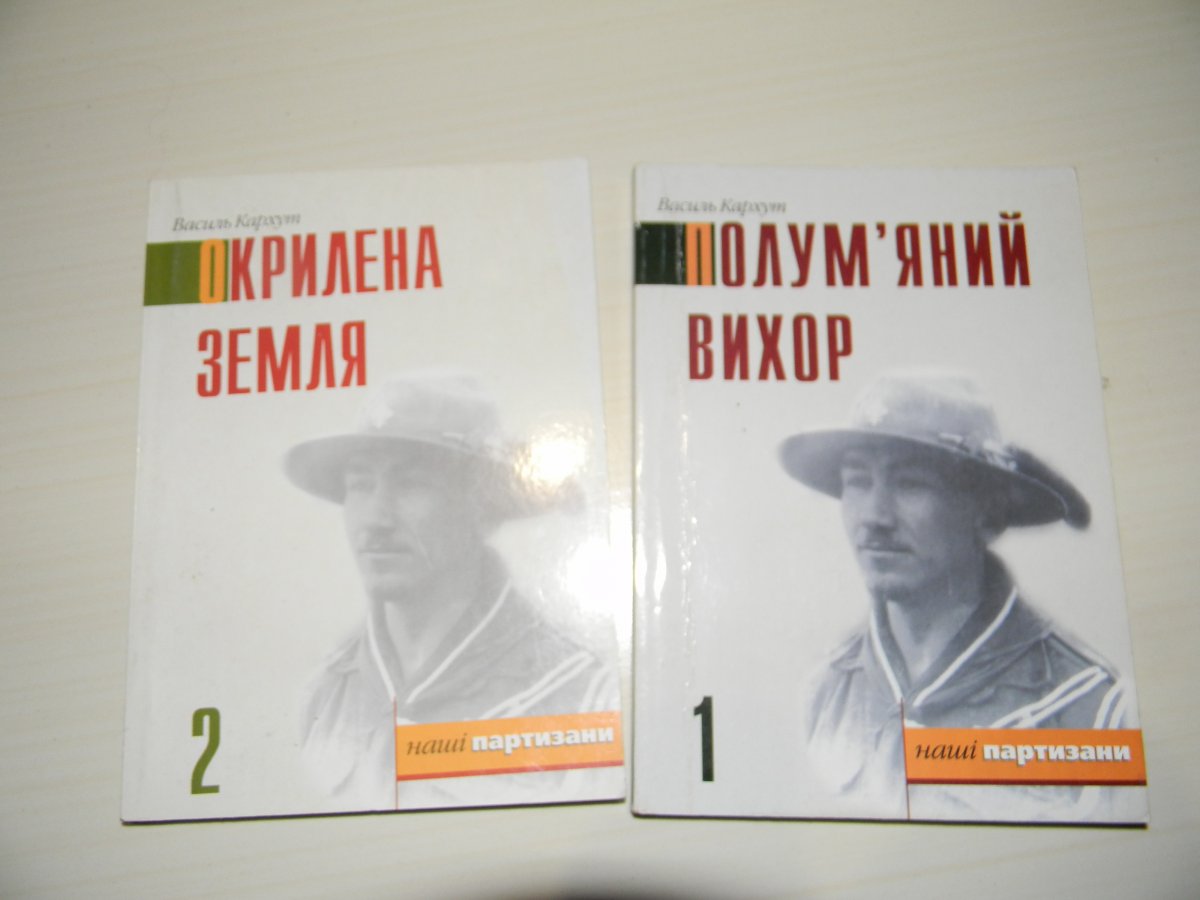 Василь Кархут
ОКРИЛЕНА
ЗЕМЛЯ
2
наші партизани
Василь Кархут
ПОЛУМ'ЯНИЙ
ВИХОР
1
наші партизани